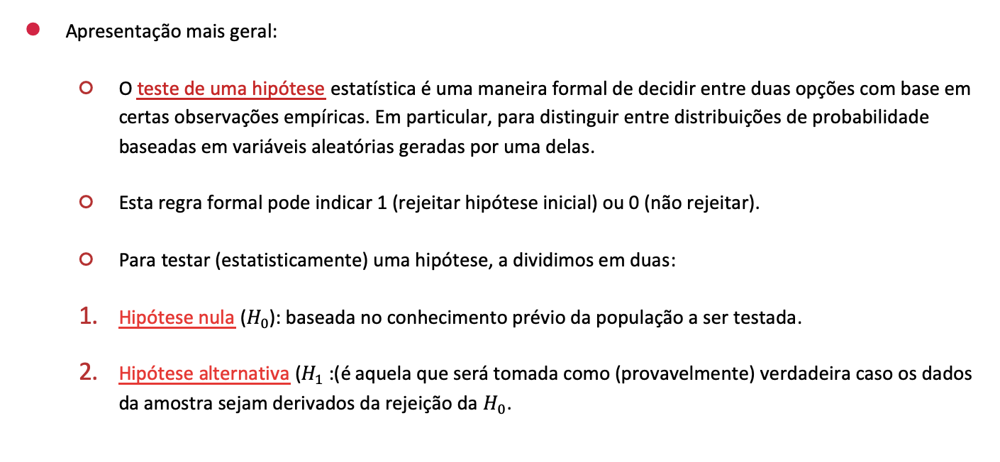 Apresentação mais geral:
O teste de uma hipótese estatística é uma maneira formal de decidir entre duas opções com base em
certas observações empíricas. Em particular, para distinguir entre distribuições de probabilidade
baseadas em variáveis aleatórias geradas por uma delas.
Esta regra formal pode indicar 1 (rejeitar hipótese inicial) ou 0 (não rejeitar).
Para testar (estatisticamente) uma hipótese, a dividimos em duas:
1. Hipótese nula (H₀): baseada no conhecimento prévio da população a ser testada.
2. Hipótese alternativa (H₁ :(é aquela que será tomada como (provavelmente) verdadeira caso os dados
da amostra sejam derivados da rejeição da H₀.